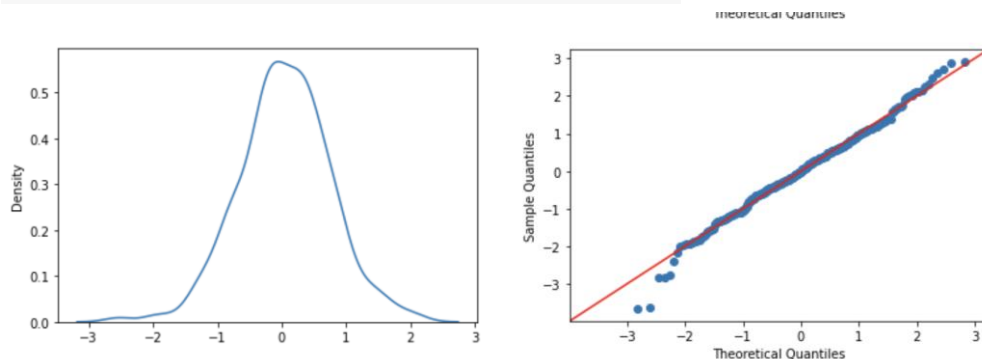 Theoretical Quantiles
0.5
0.4
0.3
0.2
0.1
0.0
Density
−3 −2 −1 0 1 2 3
3
2
1
0
−1
−2
−3
Sample Quantiles
−3 −2 −1 0 1 2 3
Theoretical Quantiles